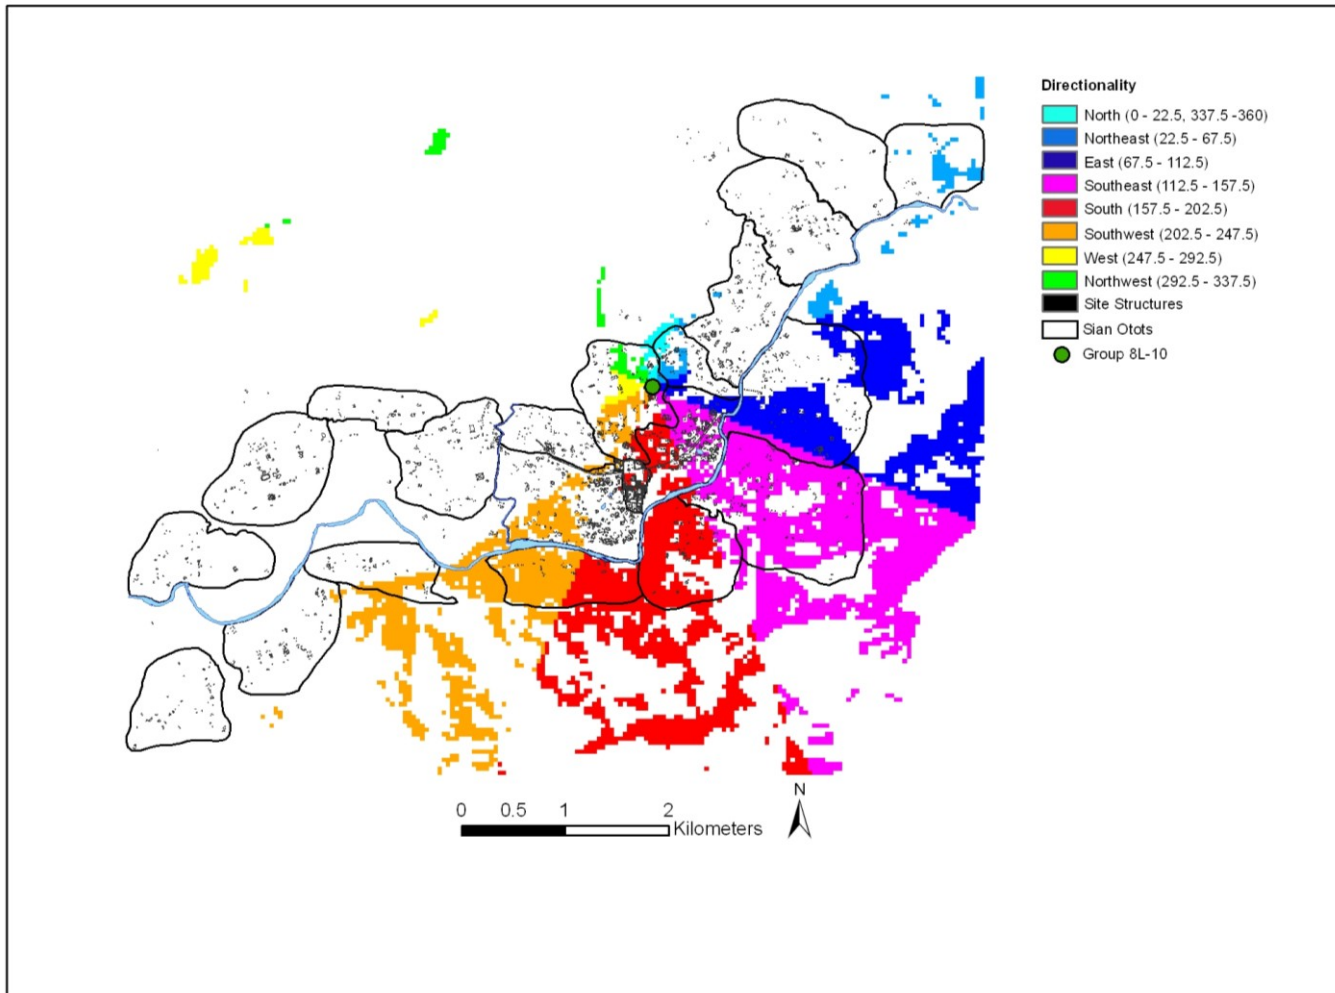 Directionality
North (0 - 22.5, 337.5 -360)
Northeast (22.5 - 67.5)
East (67.5 - 112.5)
Southeast (112.5 - 157.5)
South (157.5 - 202.5)
Southwest (202.5 - 247.5)
West (247.5 - 292.5)
Northwest (292.5 - 337.5)
Site Structures
Sian Otots
Group 8L-10
N
0 0.5 1 2
Kilometers